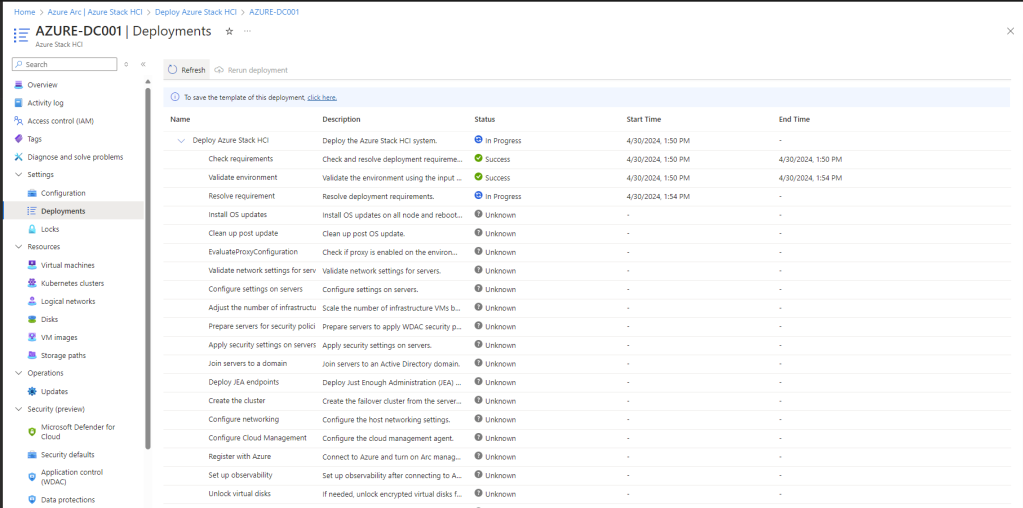 Home > Azure Arc | Azure Stack HCI > Deploy Azure Stack HCI > AZURE-DC001
AZURE-DC001 | Deployments
Azure Stack HCI
Search
Overview
Activity log
Access control (IAM)
Tags
Diagnose and solve problems
Settings
Configuration
Deployments
Locks
Resources
Virtual machines
Kubernetes clusters
Logical networks
Disks
VM images
Storage paths
Operations
Updates
Security (preview)
Microsoft Defender for
Cloud
Security defaults
Application control
(WDAC)
Data protections
Refresh Rerun deployment
To save the template of this deployment, click here.
Name Description Status Start Time End Time
Deploy Azure Stack HCI Deploy the Azure Stack HCI system. In Progress 4/30/2024, 1:50 PM -
Check requirements Check and resolve deployment requireme... Success 4/30/2024, 1:50 PM 4/30/2024, 1:50 PM
Validate environment Validate the environment using the input ... Success 4/30/2024, 1:50 PM 4/30/2024, 1:54 PM
Resolve requirement Resolve deployment requirements. In Progress 4/30/2024, 1:54 PM -
Install OS updates Install OS updates on all node and reboot... Unknown - -
Clean up post update Clean up post OS update. Unknown - -
EvaluateProxyConfiguration Check if proxy is enabled on the environ... Unknown - -
Validate network settings for serv Validate network settings for servers. Unknown - -
Configure settings on servers Configure settings on servers. Unknown - -
Adjust the number of infrastructu Scale the number of infrastructure VMs b... Unknown - -
Prepare servers for security polici Prepare servers to apply WDAC security p... Unknown - -
Apply security settings on servers Apply security settings on servers. Unknown - -
Join servers to a domain Join servers to an Active Directory domain. Unknown - -
Deploy JEA endpoints Deploy Just Enough Administration (JEA) ... Unknown - -
Create the cluster Create the failover cluster from the server... Unknown - -
Configure networking Configure the host networking settings. Unknown - -
Configure Cloud Management Configure the cloud management agent. Unknown - -
Register with Azure Connect to Azure and turn on Arc manag... Unknown - -
Set up observability Set up observability after connecting to A... Unknown - -
Unlock virtual disks If needed, unlock encrypted virtual disks f... Unknown - -